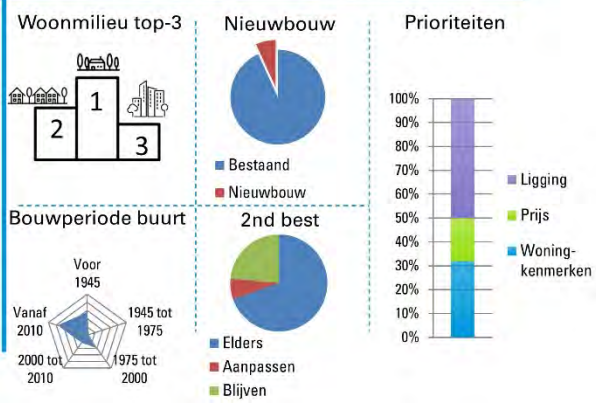 Woonmilieu top-3
1
2
3
Nieuwbouw
Bestaand
Nieuwbouw
Prioriteiten
100%
90%
80%
70%
60%
50%
40%
30%
20%
10%
0%
Ligging
Prijs
Woning-
kenmerken
Bouwperiode buurt
Voor
1945
1945 tot
1975
1975 tot
2000
2000 tot
2010
Vanaf
2010
2nd best
Elders
Aanpassen
Blijven